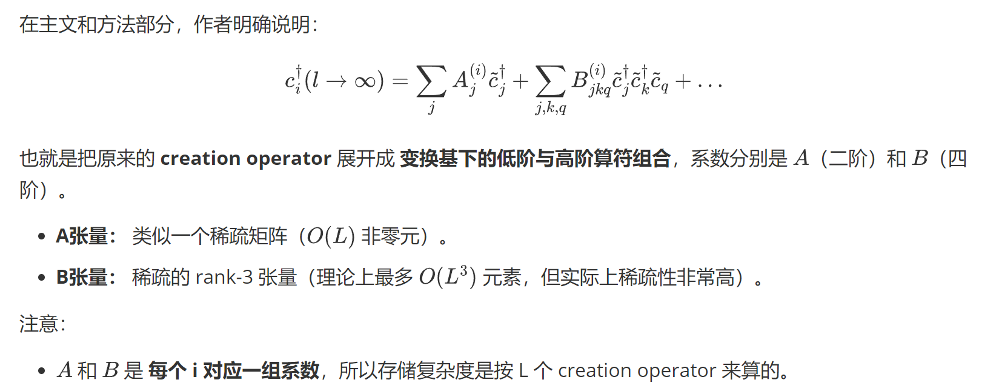 在主文和方法部分，作者明确说明：
$$c_i^\dagger(l \to \infty) = \sum_j A_j^{(i)} \tilde{c}_j^\dagger + \sum_{j,k,q} B_{jkq}^{(i)} \tilde{c}_j^\dagger \tilde{c}_k^\dagger \tilde{c}_q + \ldots$$
也就是把原来的 creation operator 展开成 变换基下的低阶与高阶算符组合，系数分别是 $A$（二阶）和 $B$（四
阶）。
• A张量： 类似一个稀疏矩阵（$O(L)$ 非零元）。
• B张量： 稀疏的 rank-3 张量（理论上最多 $O(L^3)$ 元素，但实际上稀疏性非常高）。
注意：
• $A$ 和 $B$ 是 每个 i 对应一组系数，所以存储复杂度是按 L 个 creation operator 来算的。